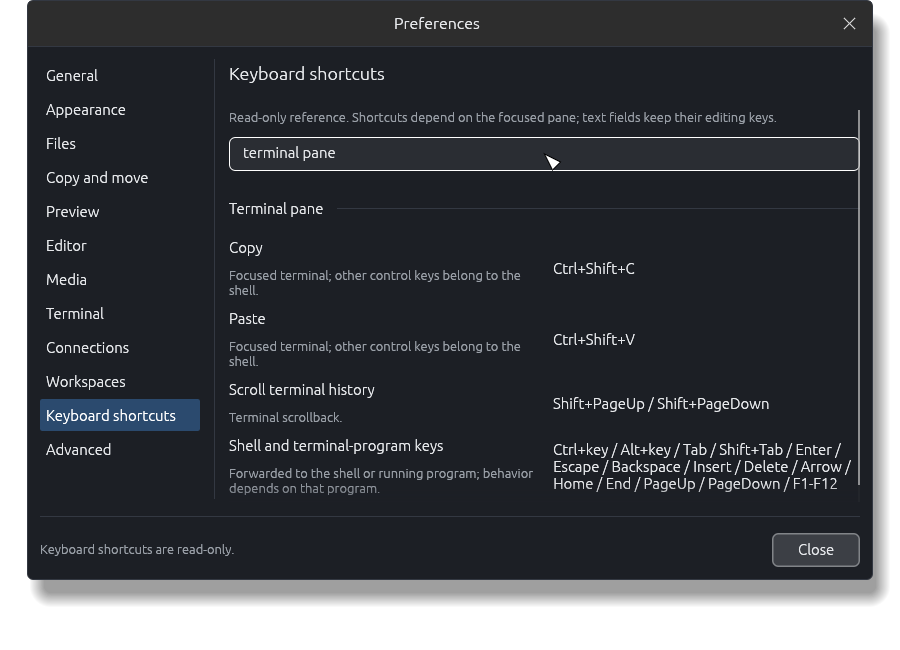 Preferences
General
Appearance
Files
Copy and move
Preview
Editor
Media
Terminal
Connections
Workspaces
Keyboard shortcuts
Advanced
Keyboard shortcuts
Read-only reference. Shortcuts depend on the focused pane; text fields keep their editing keys.
terminal pane
Terminal pane
Copy
Focused terminal; other control keys belong to the
shell.
Ctrl+Shift+C
Paste
Focused terminal; other control keys belong to the
shell.
Ctrl+Shift+V
Scroll terminal history
Terminal scrollback.
Shift+PageUp / Shift+PageDown
Shell and terminal-program keys
Forwarded to the shell or running program; behavior
depends on that program.
Ctrl+key / Alt+key / Tab / Shift+Tab / Enter /
Escape / Backspace / Insert / Delete / Arrow /
Home / End / PageUp / PageDown / F1-F12
Keyboard shortcuts are read-only.
Close